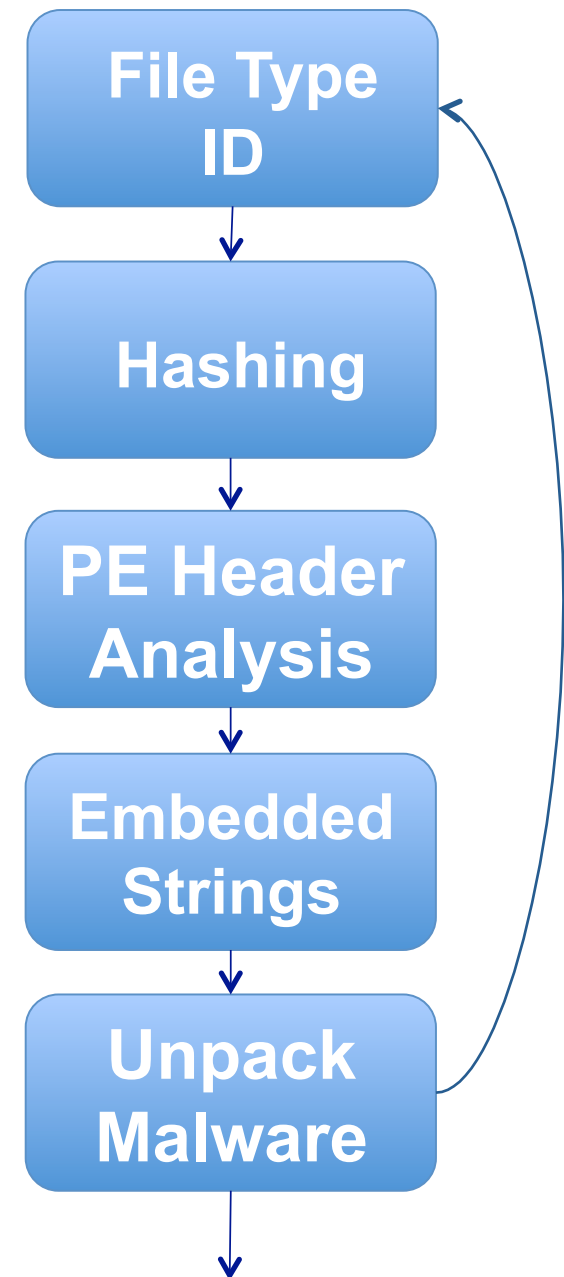 File Type
ID
Hashing
PE Header
Analysis
Embedded
Strings
Unpack
Malware